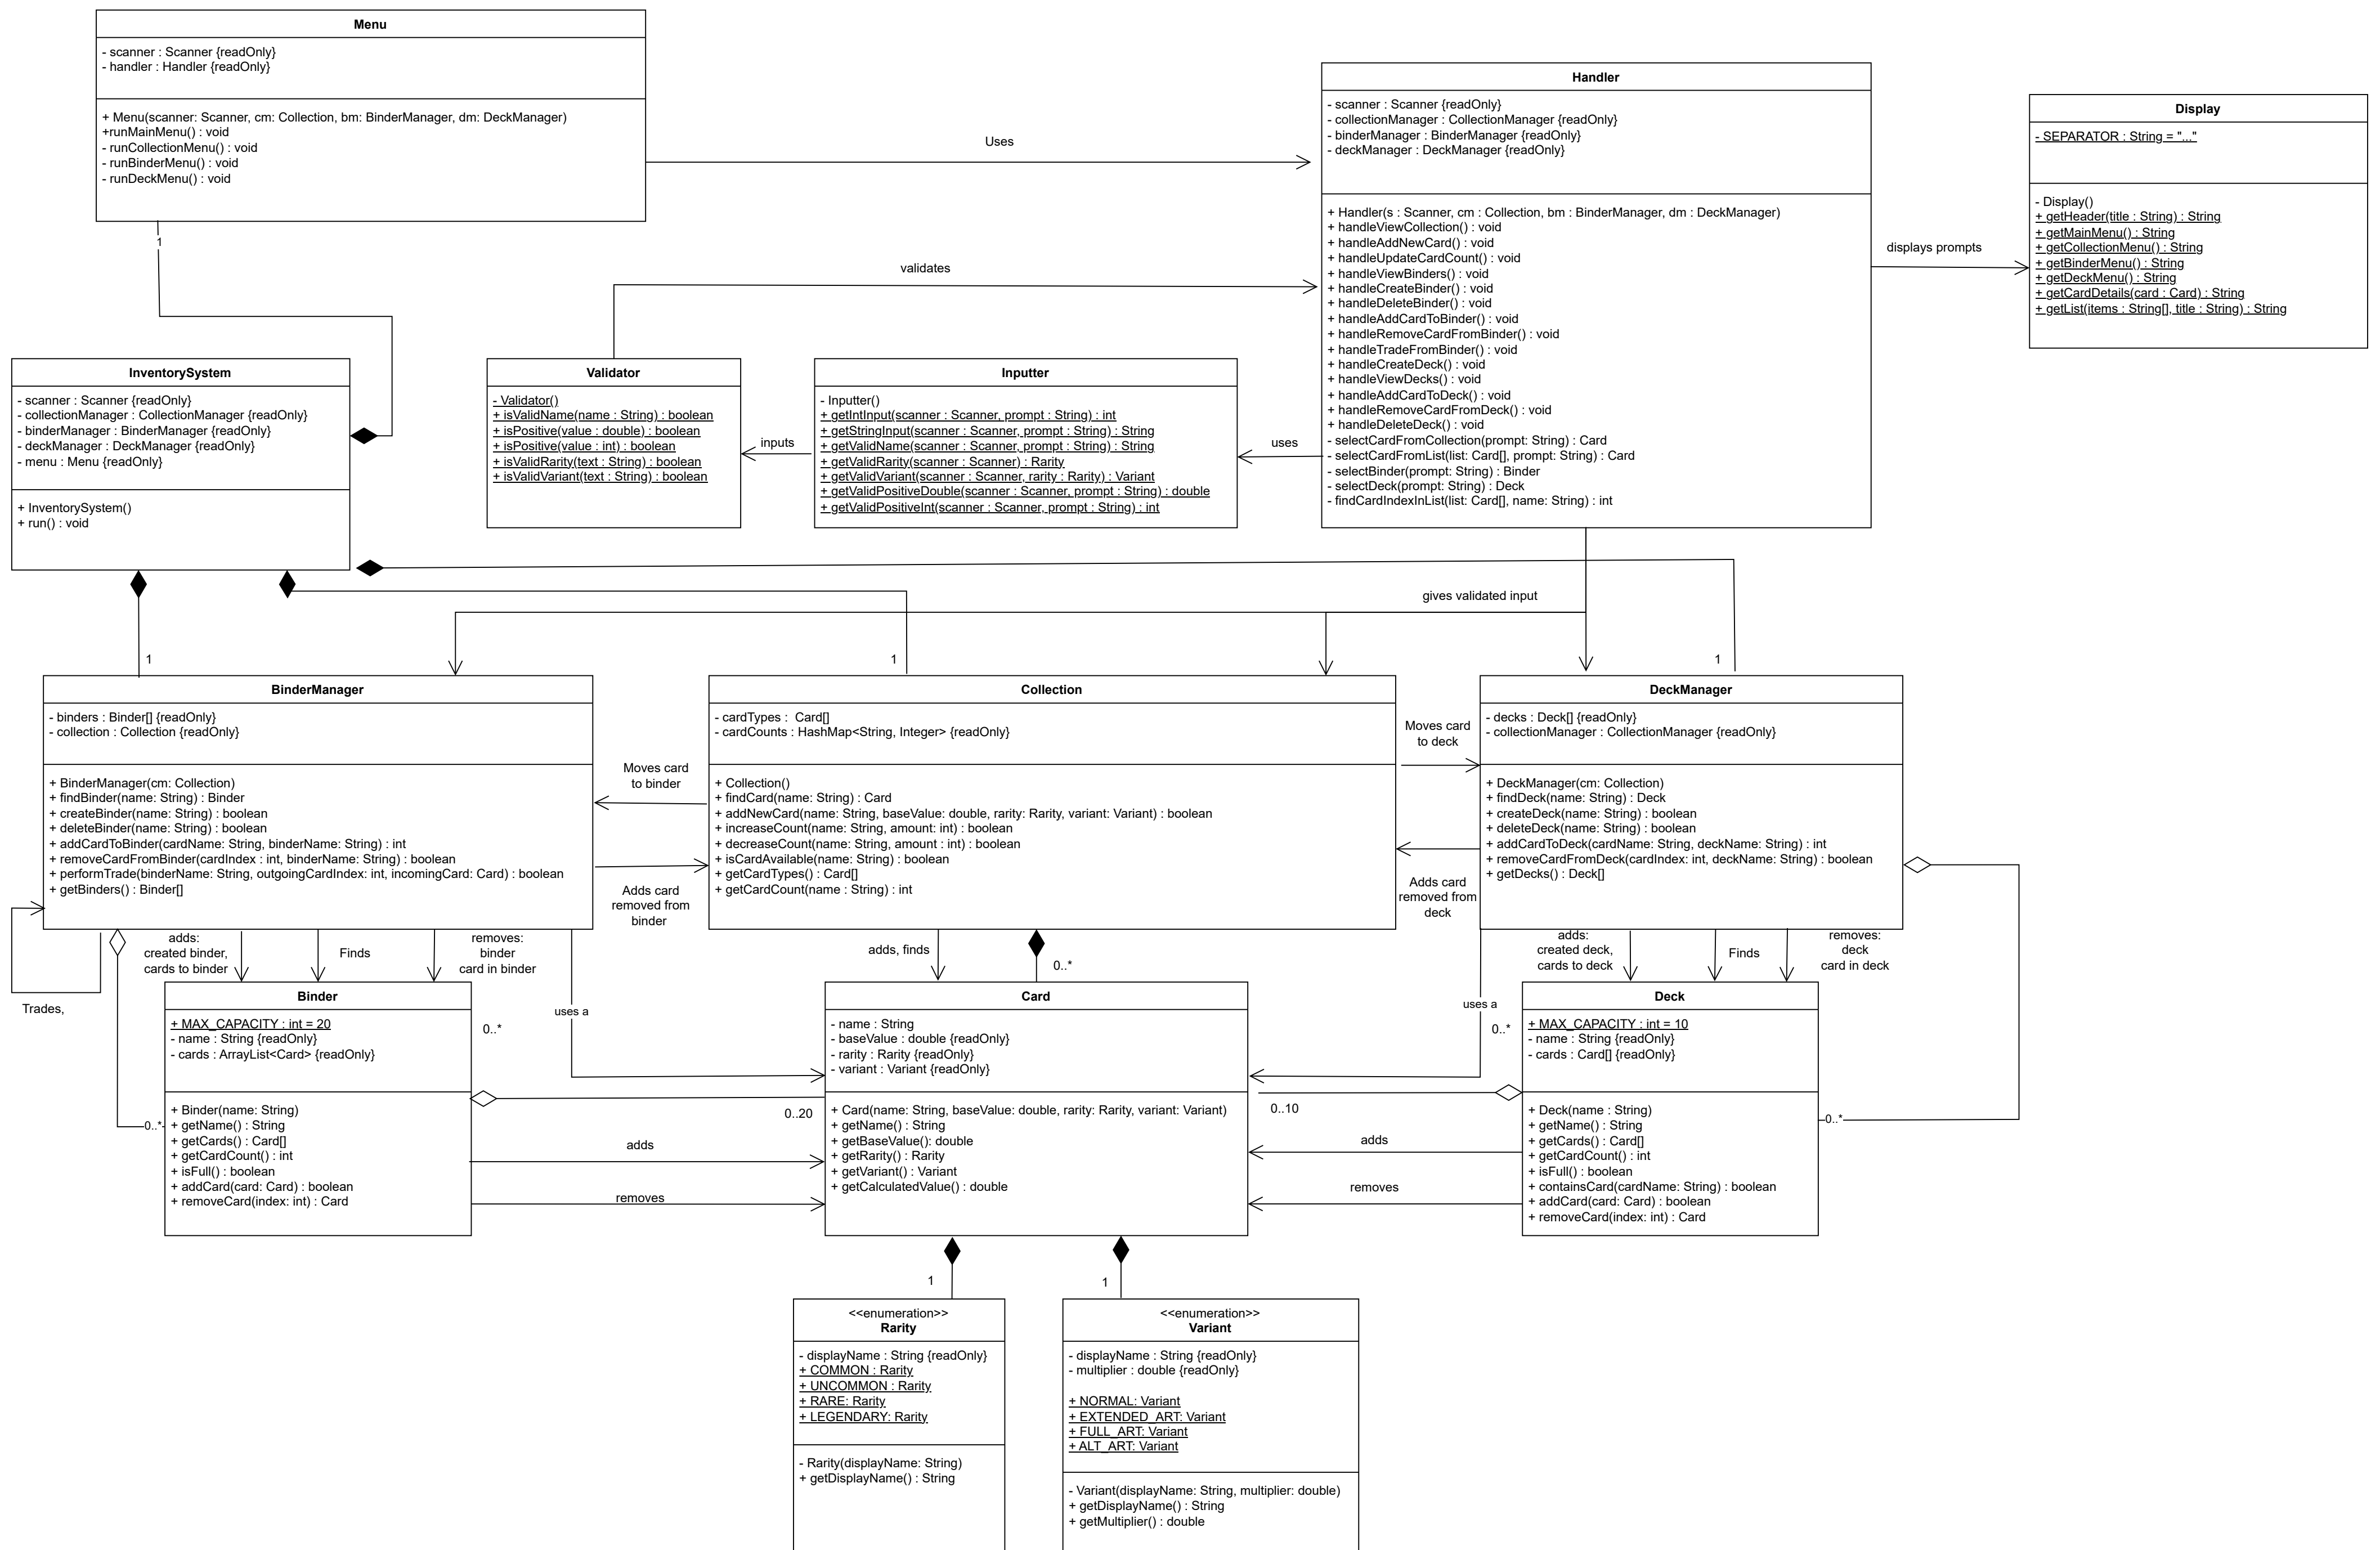 Menu
- scanner : Scanner {readOnly}
- handler : Handler {readOnly}
+ Menu(scanner: Scanner, cm: Collection, bm: BinderManager, dm: DeckManager)
+runMainMenu() : void
- runCollectionMenu() : void
- runBinderMenu() : void
- runDeckMenu() : void
1
Uses
Handler
- scanner : Scanner {readOnly}
- collectionManager : CollectionManager {readOnly}
- binderManager : BinderManager {readOnly}
- deckManager : DeckManager {readOnly}
+ Handler(s : Scanner, cm : Collection, bm : BinderManager, dm : DeckManager)
+ handleViewCollection() : void
+ handleAddNewCard() : void
+ handleUpdateCardCount() : void
+ handleViewBinders() : void
+ handleCreateBinder() : void
+ handleDeleteBinder() : void
+ handleAddCardToBinder() : void
+ handleRemoveCardFromBinder() : void
+ handleTradeFromBinder() : void
+ handleCreateDeck() : void
+ handleViewDecks() : void
+ handleAddCardToDeck() : void
+ handleRemoveCardFromDeck() : void
+ handleDeleteDeck() : void
- selectCardFromCollection(prompt: String) : Card
- selectCardFromList(list: Card[], prompt: String) : Card
- selectBinder(prompt: String) : Binder
- selectDeck(prompt: String) : Deck
- findCardIndexInList(list: Card[], name: String) : int
displays prompts
Display
- SEPARATOR : String = "..."
- Display()
+ getHeader(title : String) : String
+ getMainMenu() : String
+ getCollectionMenu() : String
+ getBinderMenu() : String
+ getDeckMenu() : String
+ getCardDetails(card : Card) : String
+ getList(items : String[], title : String) : String
validates
InventorySystem
- scanner : Scanner {readOnly}
- collectionManager : CollectionManager {readOnly}
- binderManager : BinderManager {readOnly}
- deckManager : DeckManager {readOnly}
- menu : Menu {readOnly}
+ InventorySystem()
+ run() : void
Validator
- Validator()
+ isValidName(name : String) : boolean
+ isPositive(value : double) : boolean
+ isPositive(value : int) : boolean
+ isValidRarity(text : String) : boolean
+ isValidVariant(text : String) : boolean
inputs
Inputter
- Inputter()
+ getIntInput(scanner : Scanner, prompt : String) : int
+ getStringInput(scanner : Scanner, prompt : String) : String
+ getValidName(scanner : Scanner, prompt : String) : String
+ getValidRarity(scanner : Scanner) : Rarity
+ getValidVariant(scanner : Scanner, rarity : Rarity) : Variant
+ getValidPositiveDouble(scanner : Scanner, prompt : String) : double
+ getValidPositiveInt(scanner : Scanner, prompt : String) : int
uses
gives validated input
1
1
1
BinderManager
- binders : Binder[] {readOnly}
- collection : Collection {readOnly}
+ BinderManager(cm: Collection)
+ findBinder(name: String) : Binder
+ createBinder(name: String) : boolean
+ deleteBinder(name: String) : boolean
+ addCardToBinder(cardName: String, binderName: String) : int
+ removeCardFromBinder(cardIndex : int, binderName: String) : boolean
+ performTrade(binderName: String, outgoingCardIndex: int, incomingCard: Card) : boolean
+ getBinders() : Binder[]
Moves card
to binder
Adds card
removed from
binder
Collection
- cardTypes :  Card[]
- cardCounts : HashMap<String, Integer> {readOnly}
+ Collection()
+ findCard(name: String) : Card
+ addNewCard(name: String, baseValue: double, rarity: Rarity, variant: Variant) : boolean
+ increaseCount(name: String, amount: int) : boolean
+ decreaseCount(name: String, amount : int) : boolean
+ isCardAvailable(name: String) : boolean
+ getCardTypes() : Card[]
+ getCardCount(name : String) : int
Moves card
to deck
Adds card
removed from
deck
DeckManager
- decks : Deck[] {readOnly}
- collectionManager : CollectionManager {readOnly}
+ DeckManager(cm: Collection)
+ findDeck(name: String) : Deck
+ createDeck(name: String) : boolean
+ deleteDeck(name: String) : boolean
+ addCardToDeck(cardName: String, deckName: String) : int
+ removeCardFromDeck(cardIndex: int, deckName: String) : boolean
+ getDecks() : Deck[]
Trades,
adds:
created binder,
cards to binder
Finds
removes:
binder
card in binder
adds, finds
0..*
adds:
created deck,
cards to deck
Finds
removes:
deck
card in deck
Binder
+ MAX_CAPACITY : int = 20
- name : String {readOnly}
- cards : ArrayList<Card> {readOnly}
+ Binder(name: String)
+ getName() : String
+ getCards() : Card[]
+ getCardCount() : int
+ isFull() : boolean
+ addCard(card: Card) : boolean
+ removeCard(index: int) : Card
0..*
0..*
uses a
0..20
adds
removes
Card
- name : String
- baseValue : double {readOnly}
- rarity : Rarity {readOnly}
- variant : Variant {readOnly}
+ Card(name: String, baseValue: double, rarity: Rarity, variant: Variant)
+ getName() : String
+ getBaseValue(): double
+ getRarity() : Rarity
+ getVariant() : Variant
+ getCalculatedValue() : double
uses a
0..*
0..10
adds
removes
Deck
+ MAX_CAPACITY : int = 10
- name : String {readOnly}
- cards : Card[] {readOnly}
+ Deck(name : String)
+ getName() : String
+ getCards() : Card[]
+ getCardCount() : int
+ isFull() : boolean
+ containsCard(cardName: String) : boolean
+ addCard(card: Card) : boolean
+ removeCard(index: int) : Card
0..*
1
1
<<enumeration>>
Rarity
- displayName : String {readOnly}
+ COMMON : Rarity
+ UNCOMMON : Rarity
+ RARE: Rarity
+ LEGENDARY: Rarity
- Rarity(displayName: String)
+ getDisplayName() : String
<<enumeration>>
Variant
- displayName : String {readOnly}
- multiplier : double {readOnly}
+ NORMAL: Variant
+ EXTENDED_ART: Variant
+ FULL_ART: Variant
+ ALT_ART: Variant
- Variant(displayName: String, multiplier: double)
+ getDisplayName() : String
+ getMultiplier() : double